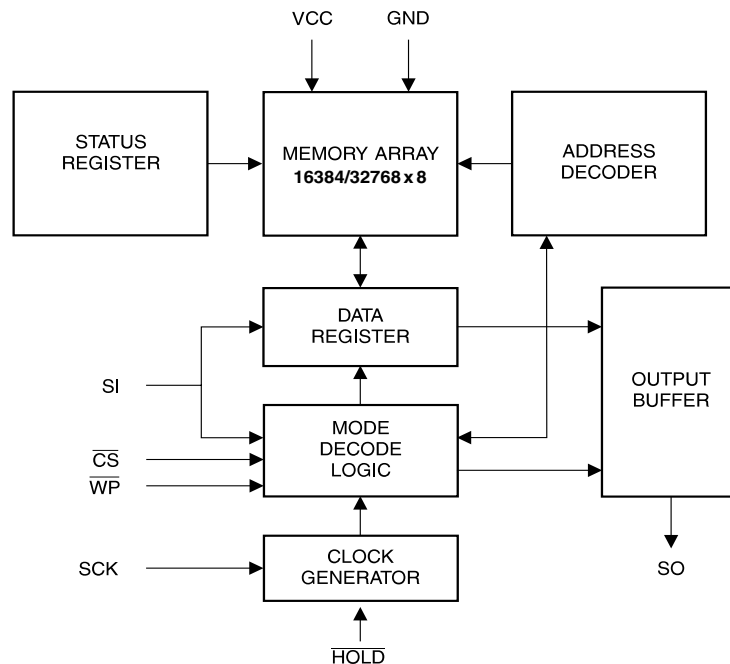 VCC
GND
STATUS
REGISTER
MEMORY ARRAY
16384/32768 x 8
ADDRESS
DECODER
DATA
REGISTER
OUTPUT
BUFFER
SI
MODE
DECODE
LOGIC
CS
WP
SCK
CLOCK
GENERATOR
SO
HOLD